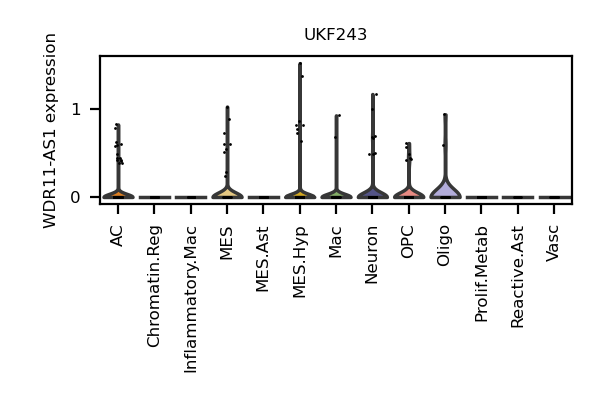 UKF243
WDR11-AS1 expression
1
0
AC
Chromatin.Reg
Inflammatory.Mac
MES
MES.Ast
MES.Hyp
Mac
Neuron
OPC
Oligo
Prolif.Metab
Reactive.Ast
Vasc